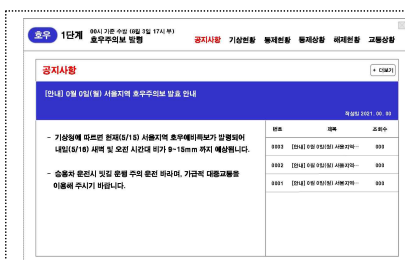 호우 1단계
00시 기준 수방 (8월 3일 17시 부)
호우주의보 발령
공지사항 기상현황 통제현황 통제상황 해제현황 교통상황
공지사항
+ 더보기
[안내] 0월 0일(월) 서울지역 호우주의보 발효 안내
작성일 2021. 00. 00
- 기상청에 따르면 현재(5/15) 서울지역 호우예비특보가 발령되어
내일(5/16) 새벽 및 오전 시간대 비가 9~15mm 까지 예상됩니다.
- 승용차 운전시 빗길 운행 주의 운전 바라며, 가급적 대중교통을
이용해 주시기 바랍니다.
번호 제목 조회수
0003 [안내] 0월 0일(월) 서울지역··· 000
0002 [안내] 0월 0일(월) 서울지역··· 000
0001 [안내] 0월 0일(월) 서울지역··· 000